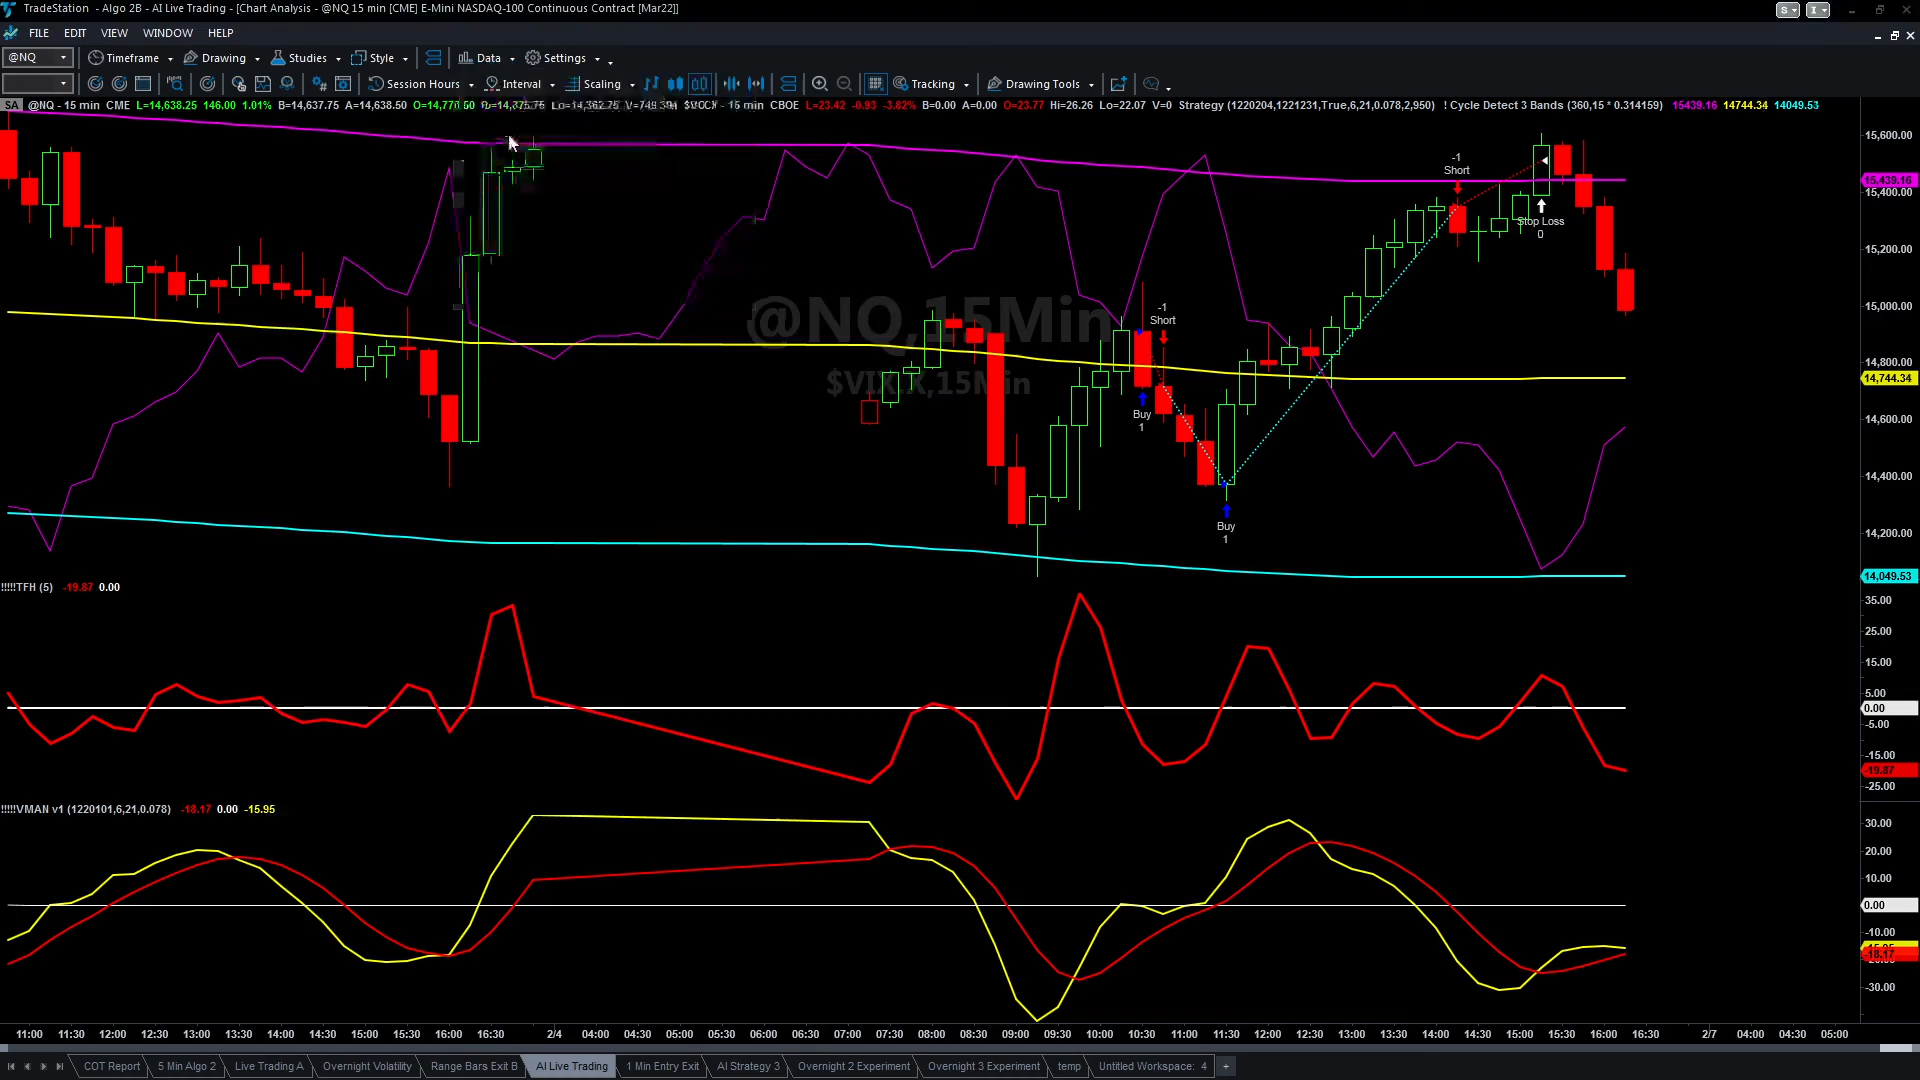 TradeStation - Algo 2B - AI Live Trading - [Chart Analysis - @NQ 15 min [CME] E-Mini NASDAQ-100 Continuous Contract [Mar22]]
S I
FILE EDIT VIEW WINDOW HELP
@NQ Timeframe Drawing Studies Style Data Settings
Session Hours Interval Scaling Tracking Drawing Tools
SA @NQ - 15 min CME L=14,638.25 146.00 1.01% B=14,637.75 A=14,638.50 15 min CBOE L=23.42 -0.93 -3.82% B=0.00 A=0.00 O=23.77 Hi=26.26 Lo=22.07 V=0 Strategy (1220204,1221231,True,6,21,0.078,2,950) ! Cycle Detect 3 Bands (360,15 * 0.314159) 15439.16 14744.34 14049.53
15,600.00
-1
Short
15,439.16
15,400.00
Stop Loss
0
15,200.00
15,000.00
@NQ,15Min
-1
Short
14,800.00
$VIX.X,15Min
14,744.34
Buy
1
14,600.00
14,400.00
Buy
1
14,200.00
14,049.53
!!!!!TFH (5) -19.87 0.00
35.00
25.00
15.00
5.00
0.00
-5.00
-15.00
-19.87
-25.00
!!!!!VMAN v1 (1220101,6,21,0.078) -18.17 0.00 -15.95
30.00
20.00
10.00
0.00
-10.00
-15.95
-18.17
-30.00
11:00 11:30 12:00 12:30 13:00 13:30 14:00 14:30 15:00 15:30 16:00 16:30 2/4 04:00 04:30 05:00 05:30 06:00 06:30 07:00 07:30 08:00 08:30 09:00 09:30 10:00 10:30 11:00 11:30 12:00 12:30 13:00 13:30 14:00 14:30 15:00 15:30 16:00 16:30 2/7 04:00 04:30 05:00
COT Report 5 Min Algo 2 Live Trading A Overnight Volatility Range Bars Exit B AI Live Trading 1 Min Entry Exit AI Strategy 3 Overnight 2 Experiment Overnight 3 Experiment temp Untitled Workspace: 4 +